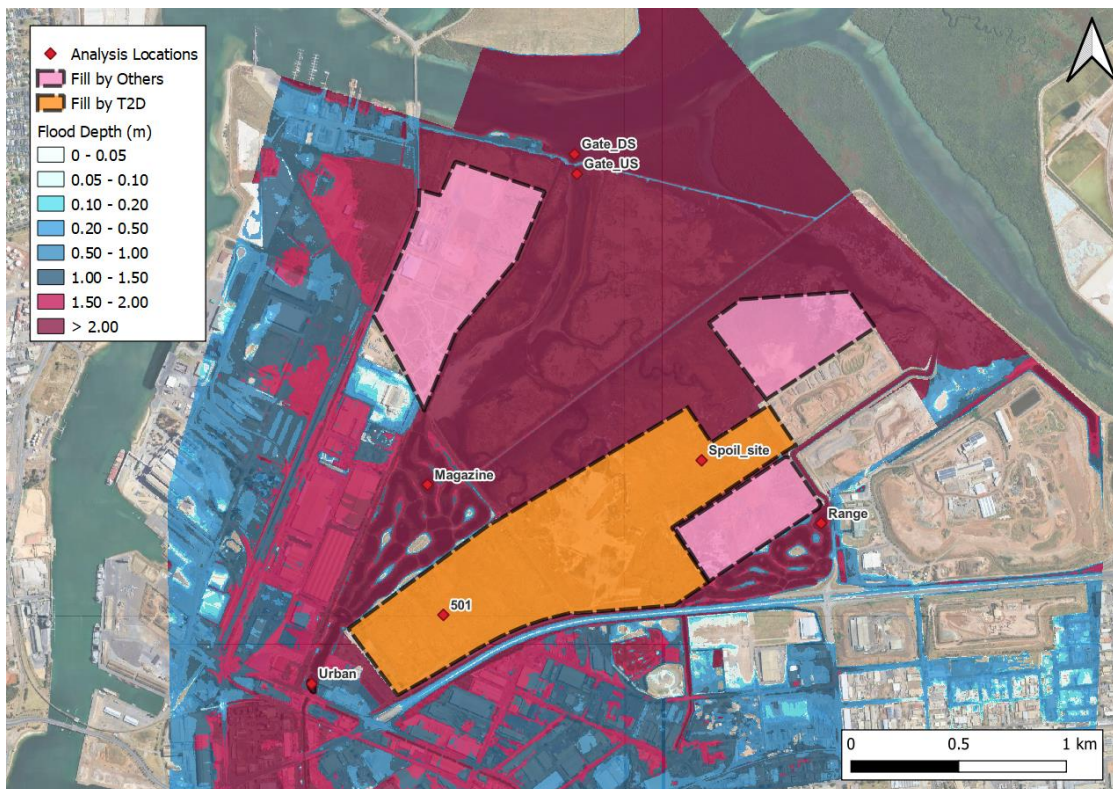 Analysis Locations
Fill by Others
Fill by T2D
Flood Depth (m)
0 - 0.05
0.05 - 0.10
0.10 - 0.20
0.20 - 0.50
0.50 - 1.00
1.00 - 1.50
1.50 - 2.00
> 2.00
Gate_DS
Gate_US
Spoil_site
Magazine
Range
501
Urban
0 0.5 1 km